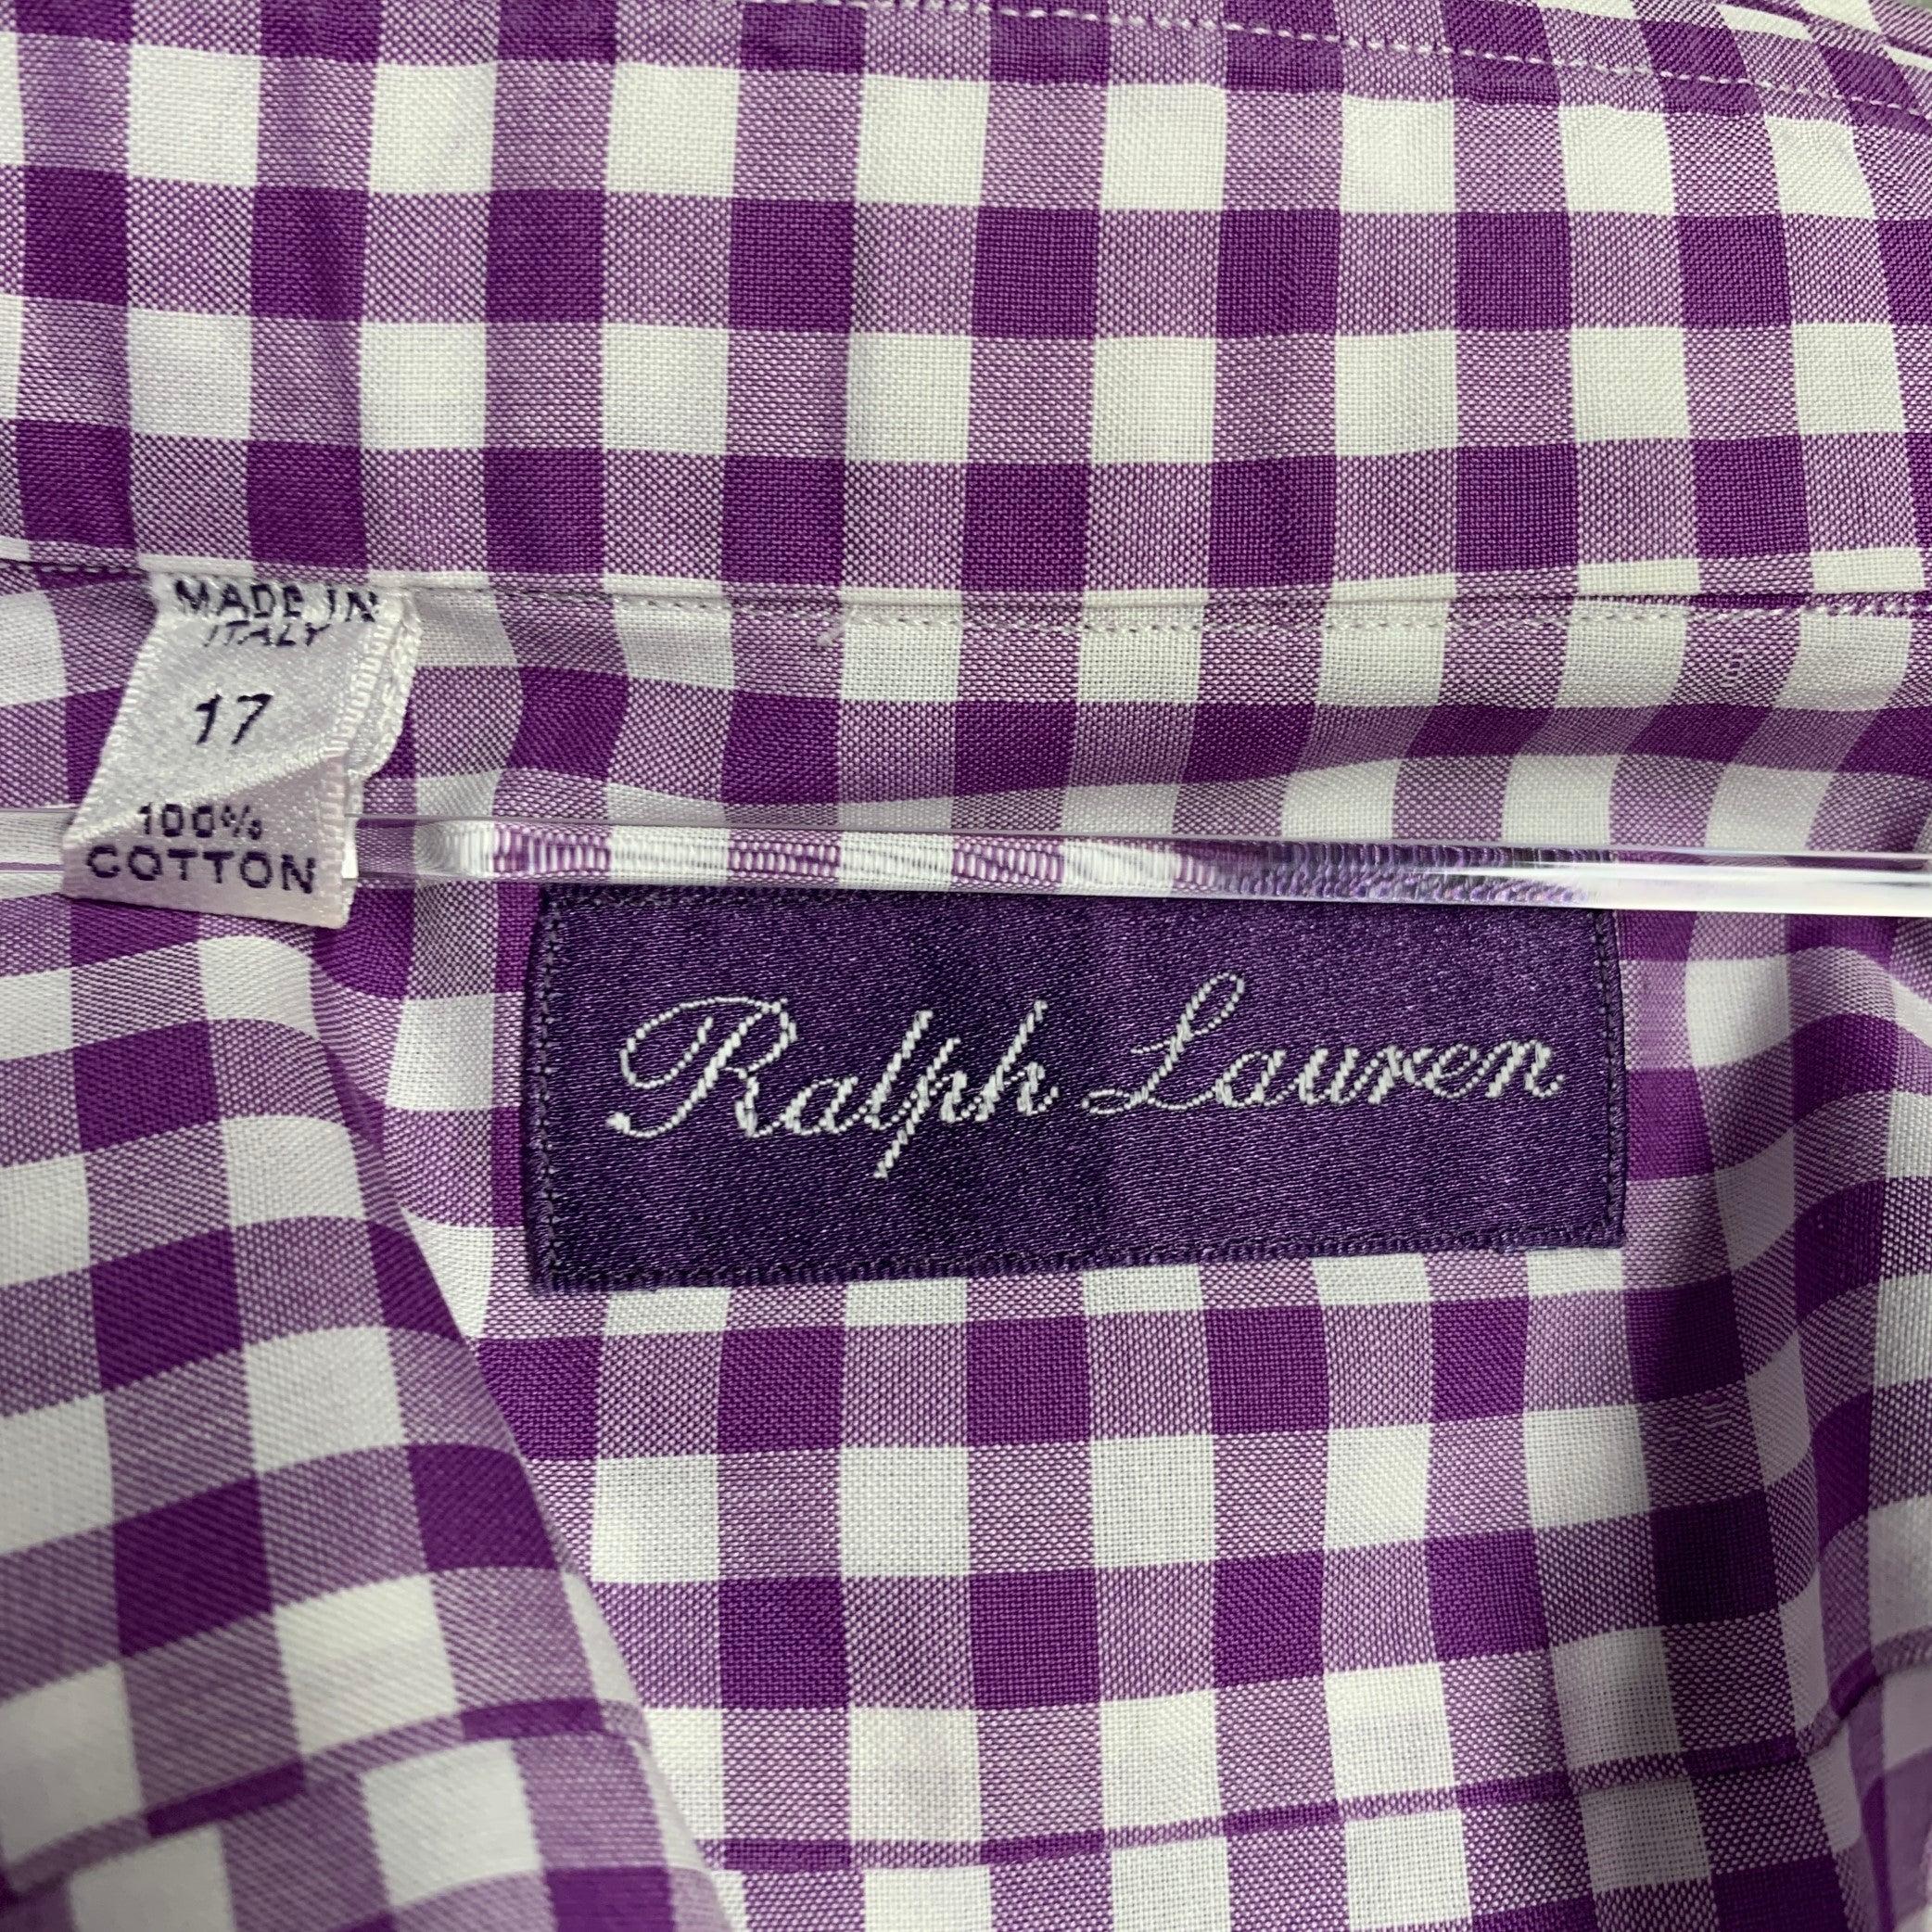 MADE IN
ITALY
17
100%
COTTON
Ralph Lauren